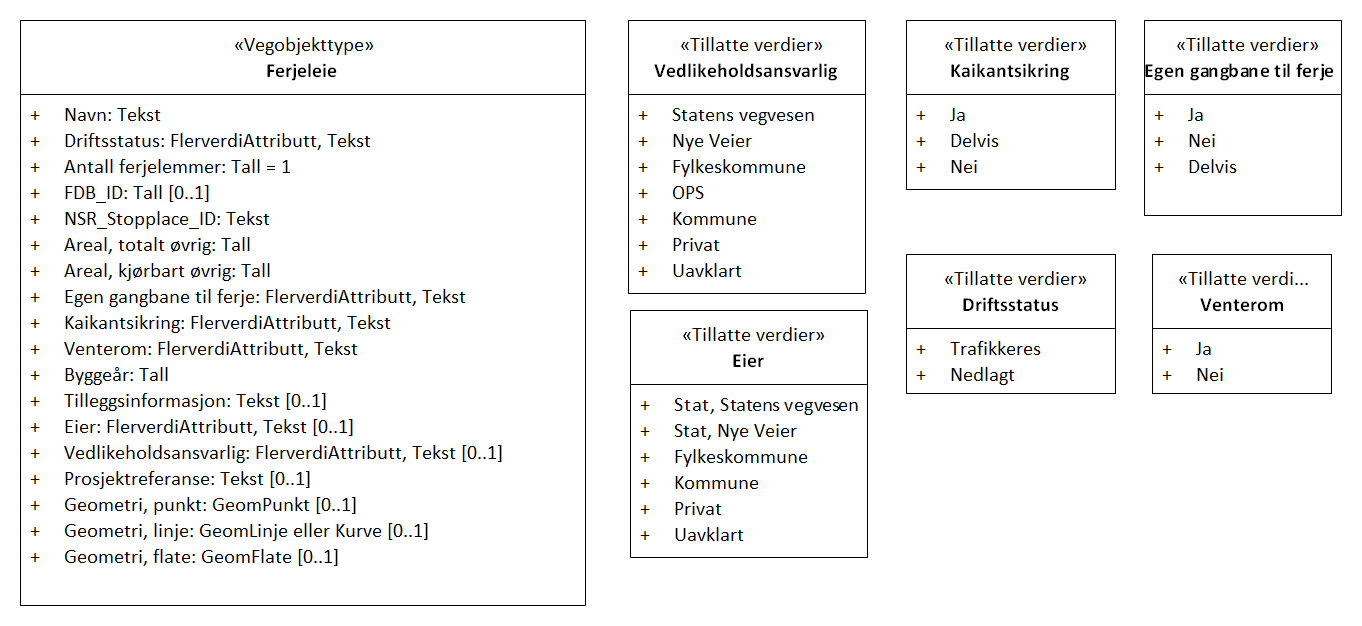 «Vegobjekttype»
Ferjeleie
+ Navn: Tekst
+ Driftsstatus: FlerverdiAttributt, Tekst
+ Antall ferjelemmer: Tall = 1
+ FDB_ID: Tall [0..1]
+ NSR_Stopplace_ID: Tekst
+ Areal, totalt øvrig: Tall
+ Areal, kjørbart øvrig: Tall
+ Egen gangbane til ferje: FlerverdiAttributt, Tekst
+ Kaikantsikring: FlerverdiAttributt, Tekst
+ Venterom: FlerverdiAttributt, Tekst
+ Byggeår: Tall
+ Tilleggsinformasjon: Tekst [0..1]
+ Eier: FlerverdiAttributt, Tekst [0..1]
+ Vedlikeholdsansvarlig: FlerverdiAttributt, Tekst [0..1]
+ Prosjektreferanse: Tekst [0..1]
+ Geometri, punkt: GeomPunkt [0..1]
+ Geometri, linje: GeomLinje eller Kurve [0..1]
+ Geometri, flate: GeomFlate [0..1]
«Tillatte verdier»
Vedlikeholdsansvarlig
+ Statens vegvesen
+ Nye Veier
+ Fylkeskommune
+ OPS
+ Kommune
+ Privat
+ Uavklart
«Tillatte verdier»
Eier
+ Stat, Statens vegvesen
+ Stat, Nye Veier
+ Fylkeskommune
+ Kommune
+ Privat
+ Uavklart
«Tillatte verdier»
Kaikantsikring
+ Ja
+ Delvis
+ Nei
«Tillatte verdier»
Egen gangbane til ferje
+ Ja
+ Nei
+ Delvis
«Tillatte verdier»
Driftsstatus
+ Trafikkeres
+ Nedlagt
«Tillatte verdi...
Venterom
+ Ja
+ Nei